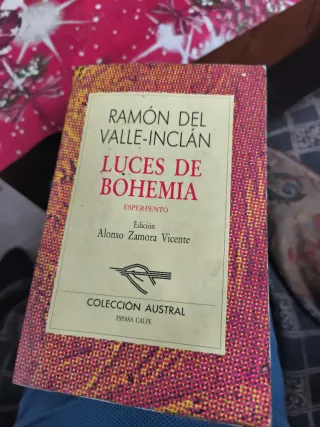 RAMÓN DEL
VALLE-INCLÁN
LUCES DE
BOHEMIA
ESPERPENTO
Edición
Alonso Zamora Vicente
COLECCIÓN AUSTRAL
ESPASA CALPE